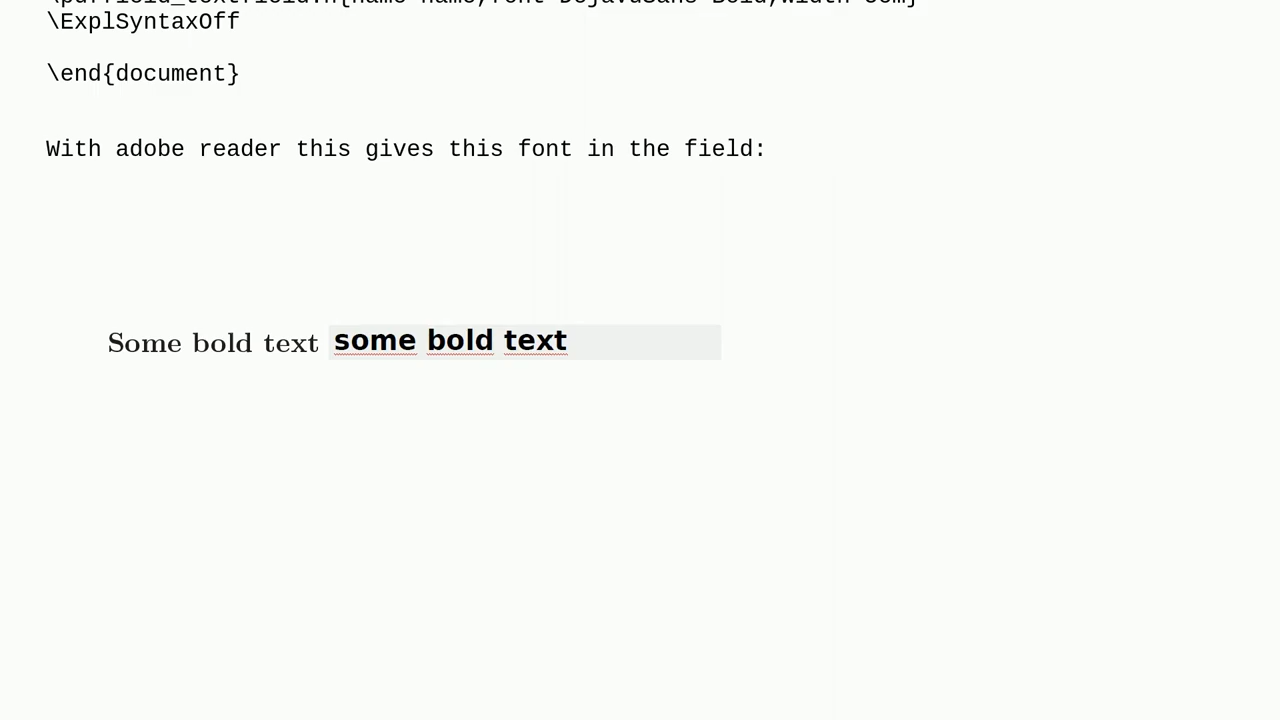 \ExplSyntaxOff
\end{document}
With adobe reader this gives this font in the field:
Some bold text some bold text